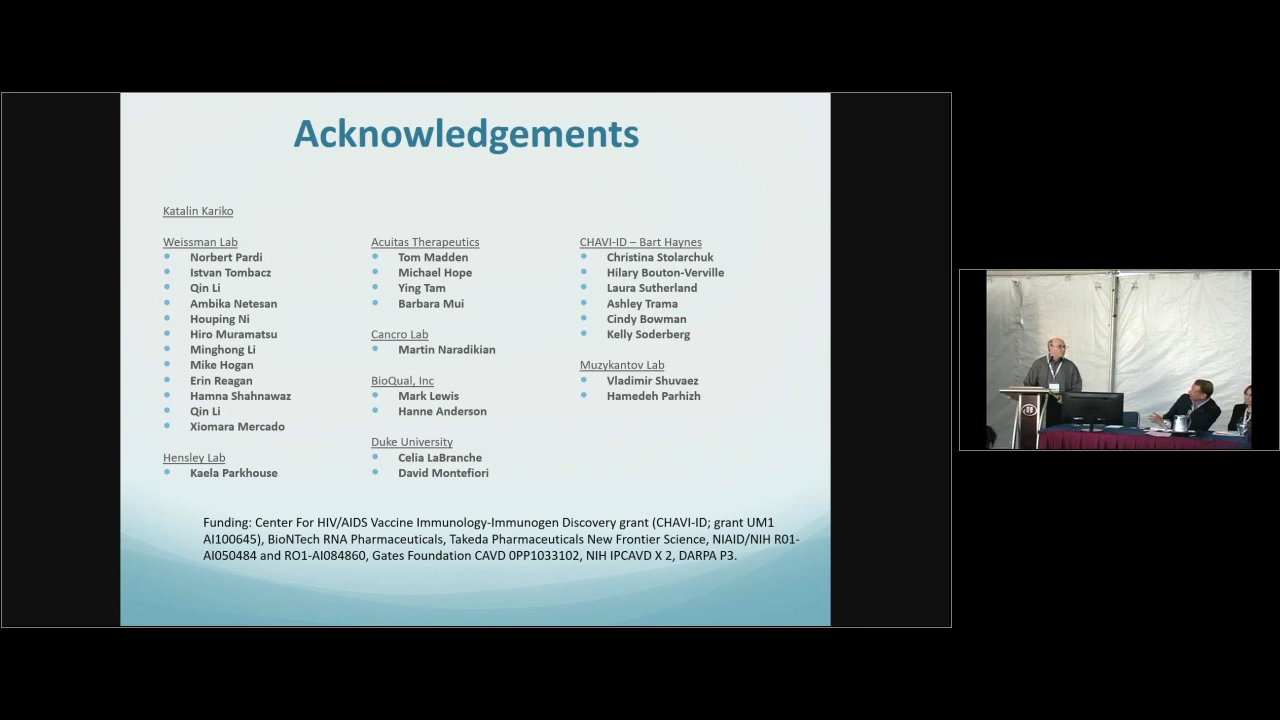 Acknowledgements
Katalin Kariko
Weissman Lab
Norbert Pardi
Istvan Tombacz
Qin Li
Ambika Netesan
Houping Ni
Hiro Muramatsu
Minghong Li
Mike Hogan
Erin Reagan
Hamna Shahnawaz
Qin Li
Xiomara Mercado
Hensley Lab
Kaela Parkhouse
Acuitas Therapeutics
Tom Madden
Michael Hope
Ying Tam
Barbara Mui
Cancro Lab
Martin Naradikian
BioQual, Inc
Mark Lewis
Hanne Anderson
Duke University
Celia LaBranche
David Montefiori
CHAVI-ID – Bart Haynes
Christina Stolarchuk
Hilary Bouton-Verville
Laura Sutherland
Ashley Trama
Cindy Bowman
Kelly Soderberg
Muzykantov Lab
Vladimir Shuvaez
Hamedeh Parhizh
Funding: Center For HIV/AIDS Vaccine Immunology-Immunogen Discovery grant (CHAVI-ID; grant UM1
AI100645), BioNTech RNA Pharmaceuticals, Takeda Pharmaceuticals New Frontier Science, NIAID/NIH R01-
AI050484 and RO1-AI084860, Gates Foundation CAVD 0PP1033102, NIH IPCAVD X 2, DARPA P3.